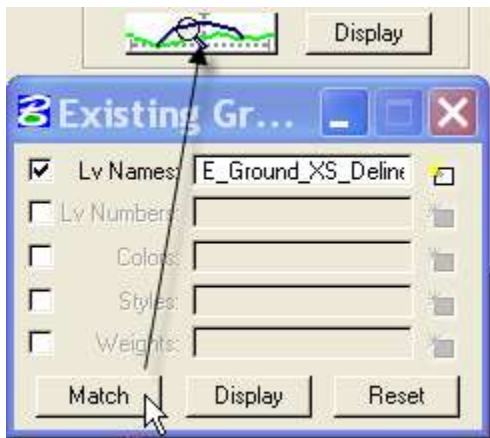 Display
Existing Gr...
Lv Names: E_Ground_XS_Deline
Lv Numbers:
Colors:
Styles:
Weights:
Match Display Reset